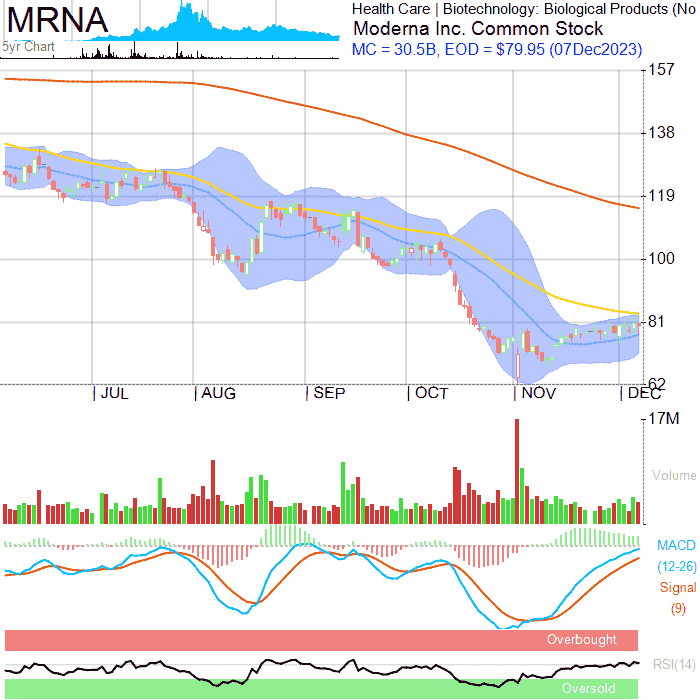 MRNA
5yr Chart
Health Care | Biotechnology: Biological Products (No
Moderna Inc. Common Stock
MC = 30.5B, EOD = $79.95 (07Dec2023)
157
138
119
100
81
62
JUL
AUG
SEP
OCT
NOV
DEC
17M
Volume
MACD
(12-26)
Signal
(9)
Overbought
RSI(14)
Oversold